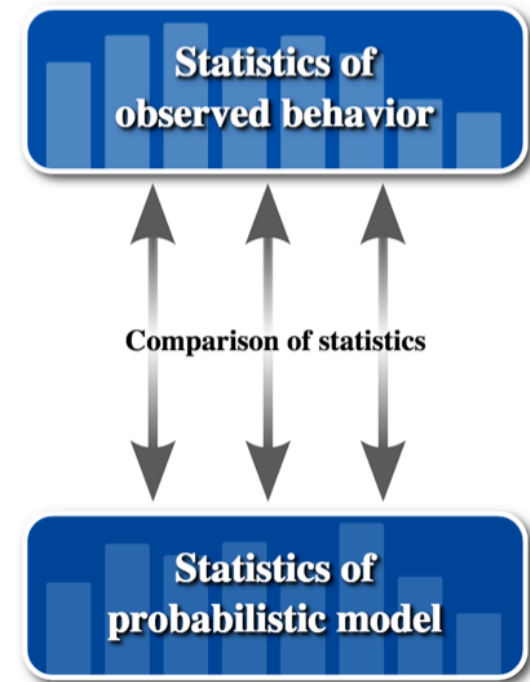 Statistics of
observed behavior
Comparison of statistics
Statistics of
probabilistic model